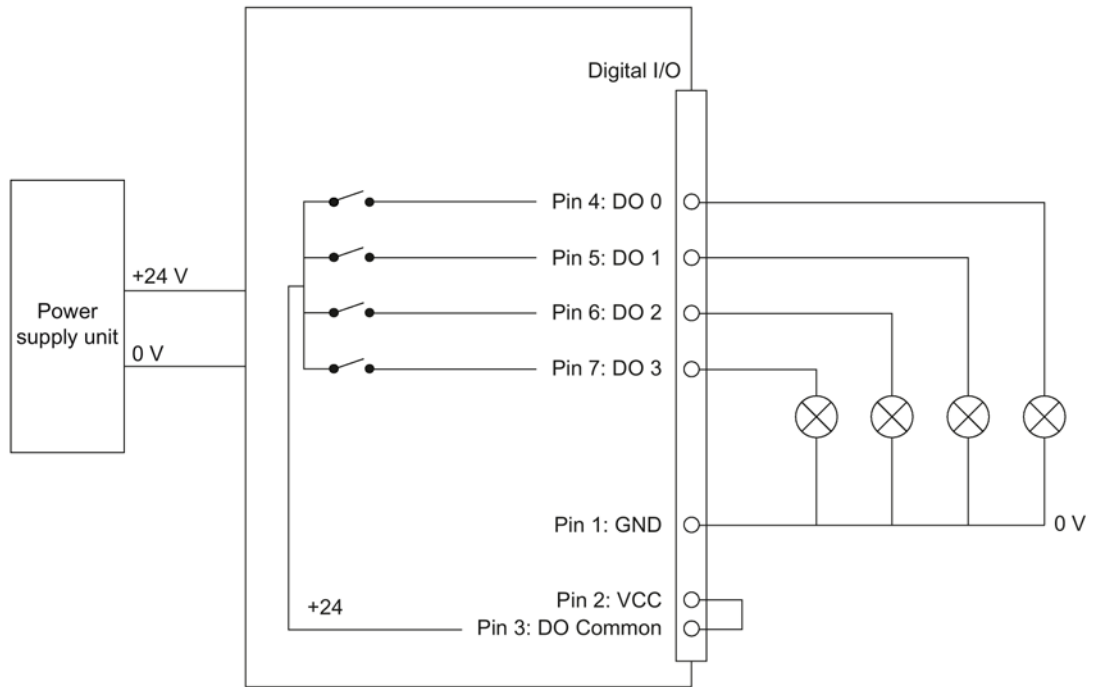 Digital I/O
Pin 4: DO 0
Pin 5: DO 1
+24 V
Power
supply unit
Pin 6: DO 2
0 V
Pin 7: DO 3
Pin 1: GND
0 V
Pin 2: VCC
+24
Pin 3: DO Common